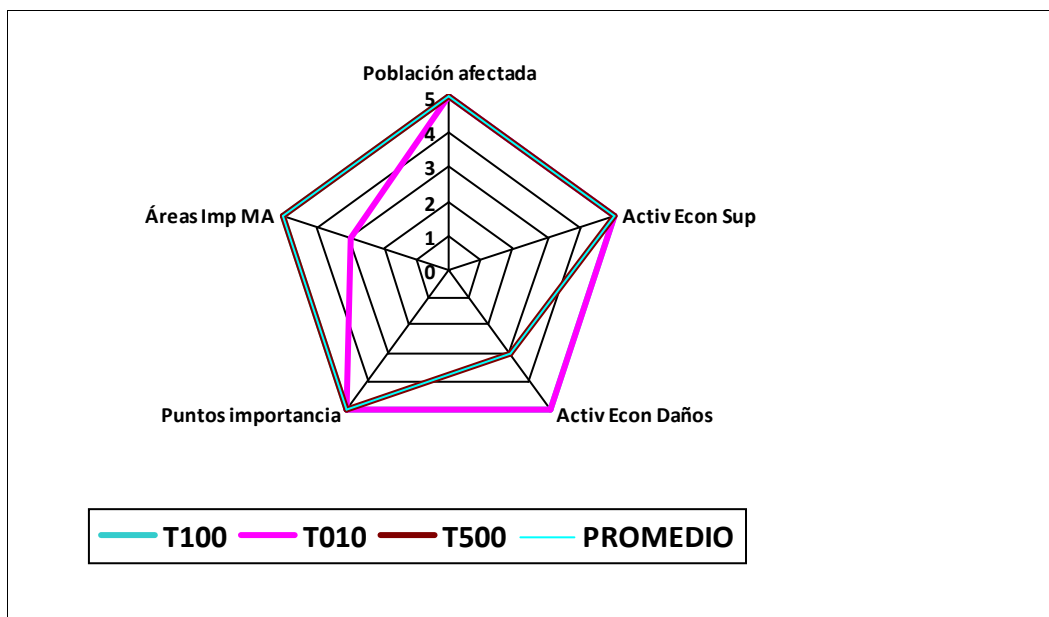 Población afectada
5
4
3
2
1
0
Áreas Imp MA
Activ Econ Sup
Puntos importancia
Activ Econ Daños
T100 T010 T500 PROMEDIO